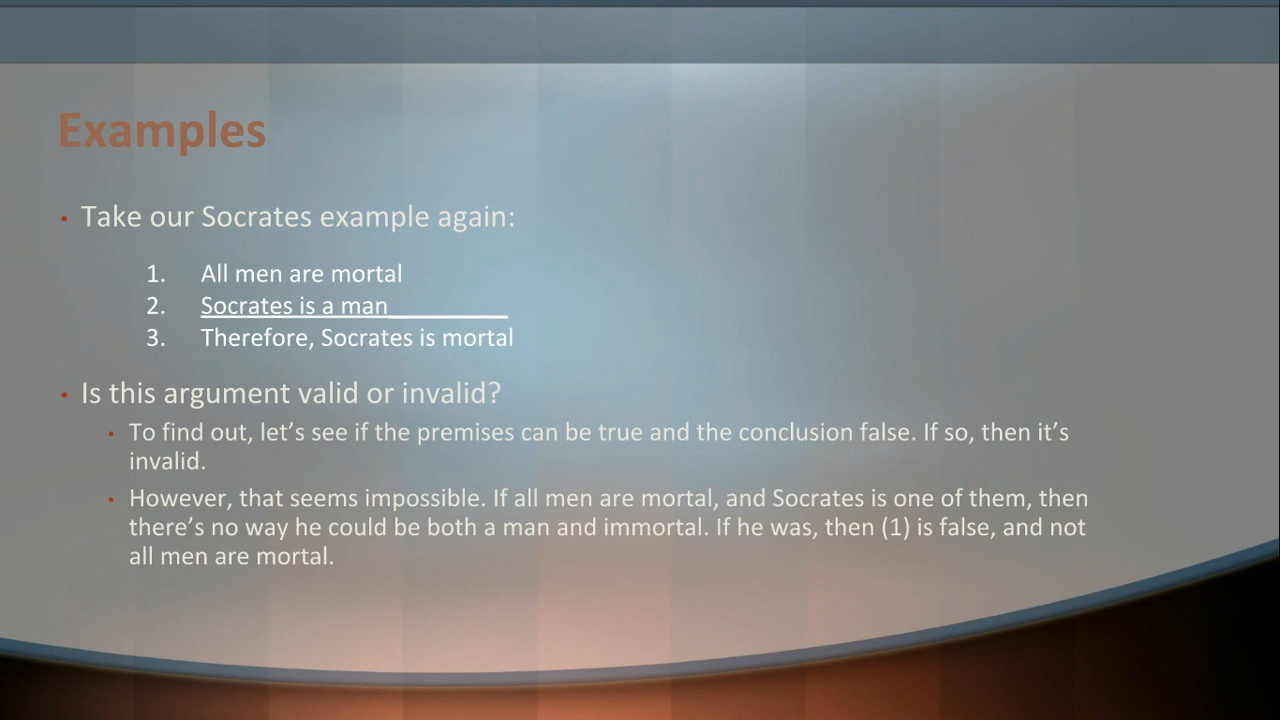 Examples
• Take our Socrates example again:
1. All men are mortal
2. Socrates is a man__________
3. Therefore, Socrates is mortal
• Is this argument valid or invalid?
• To find out, let’s see if the premises can be true and the conclusion false. If so, then it’s
invalid.
• However, that seems impossible. If all men are mortal, and Socrates is one of them, then
there’s no way he could be both a man and immortal. If he was, then (1) is false, and not
all men are mortal.